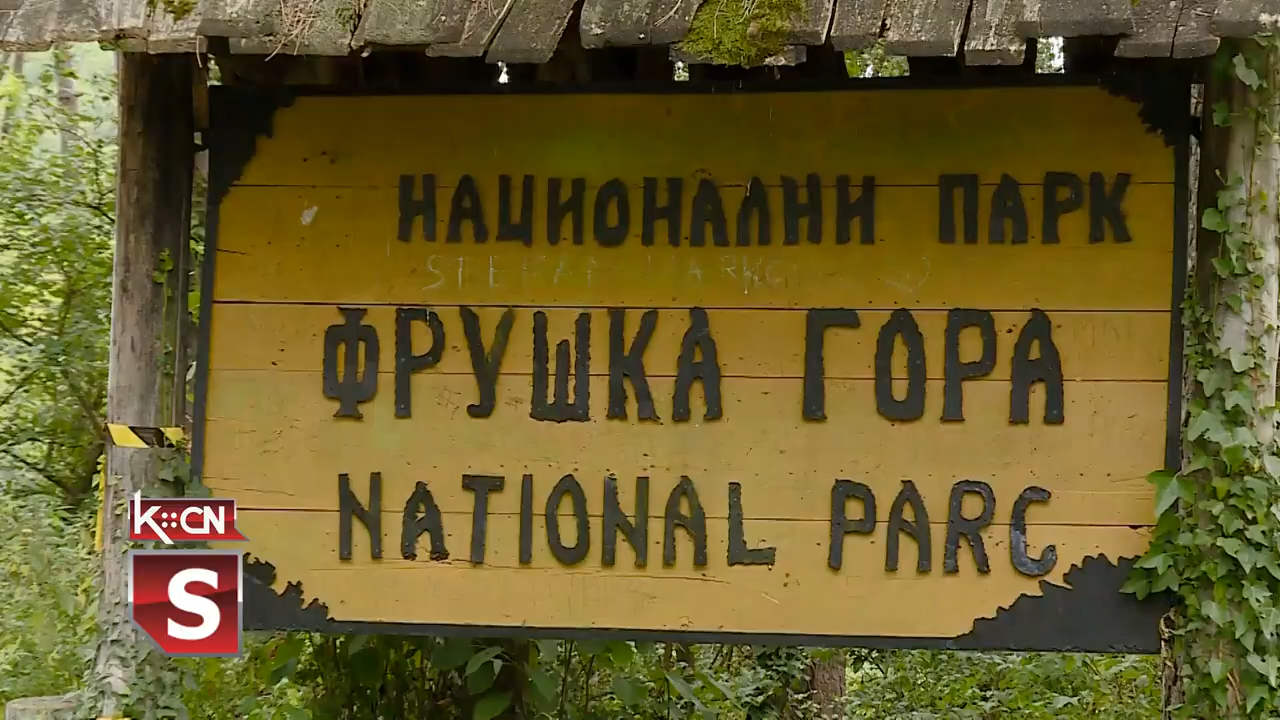 НАЦИОНАЛНИ ПАРК
ФРУШКА ГОРА
NATIONAL PARC
K::CN
S